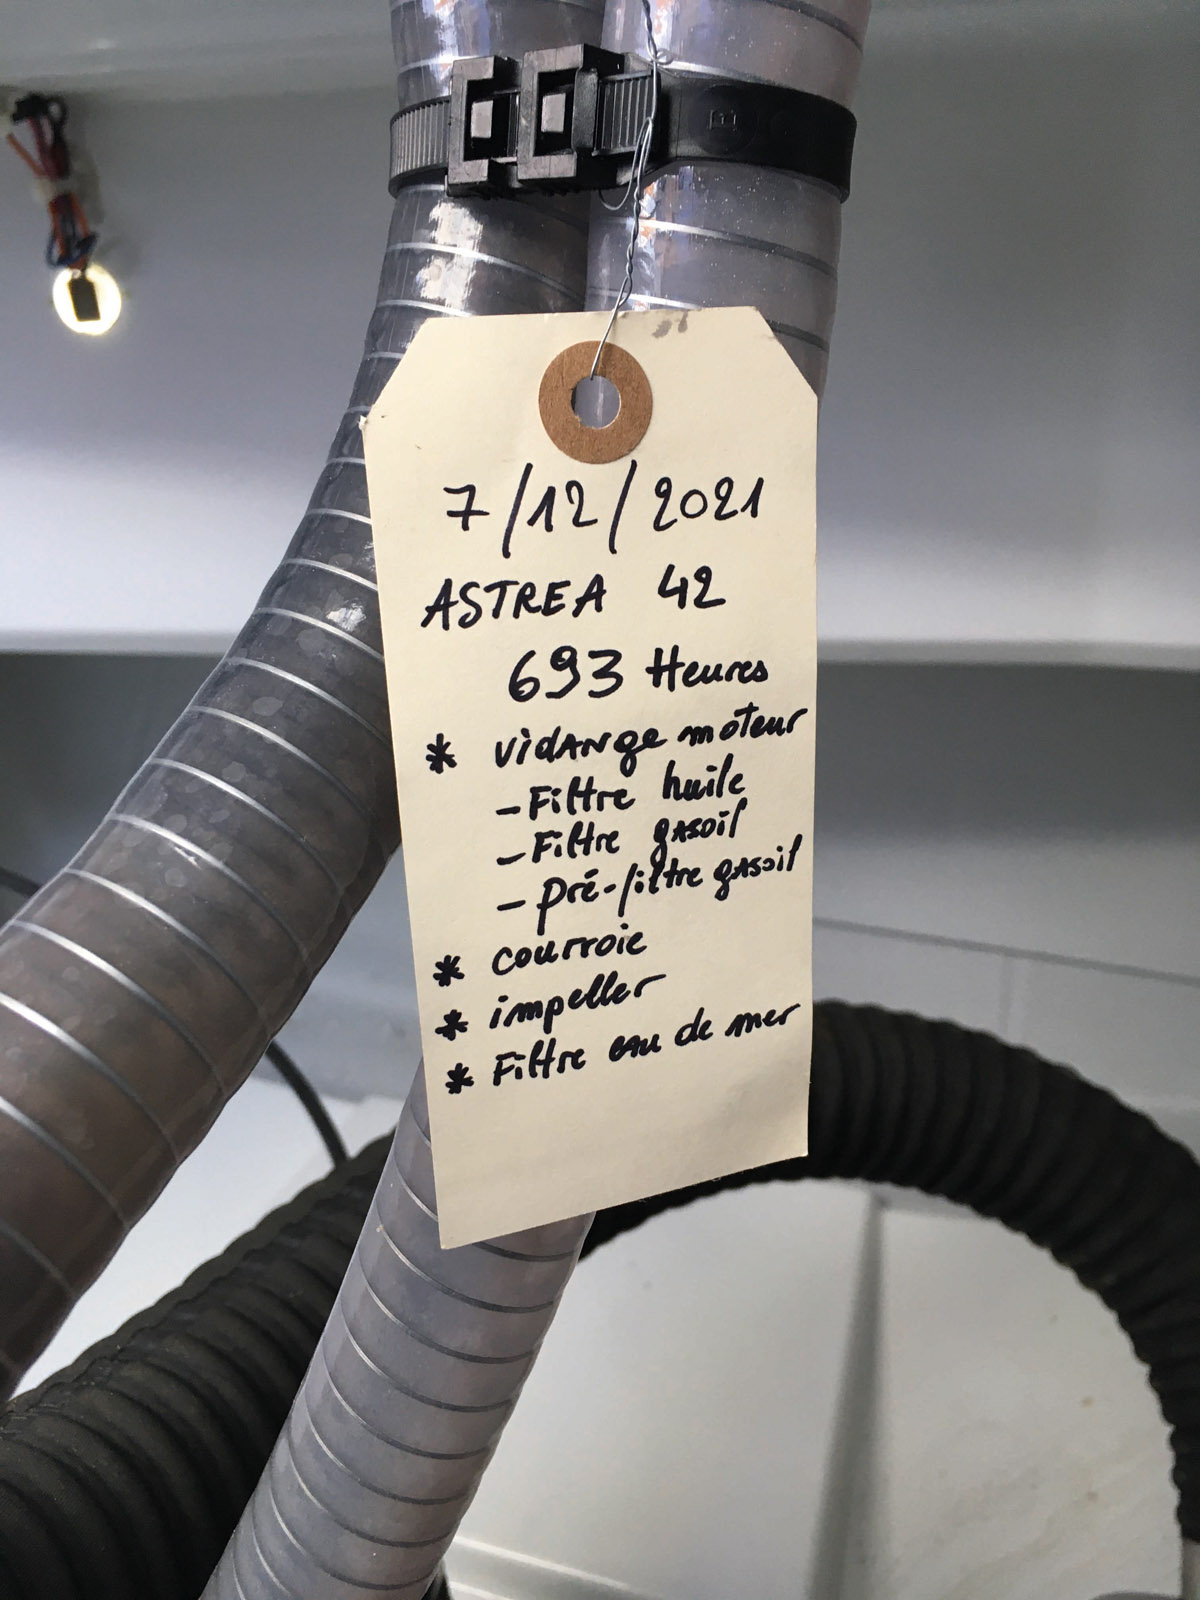 7/12/2021
ASTREA 42
693 Heures
* vidange moteur
- Filtre huile
- Filtre gasoil
- pré-filtre gasoil
* courroie
* impeller
* Filtre eau de mer